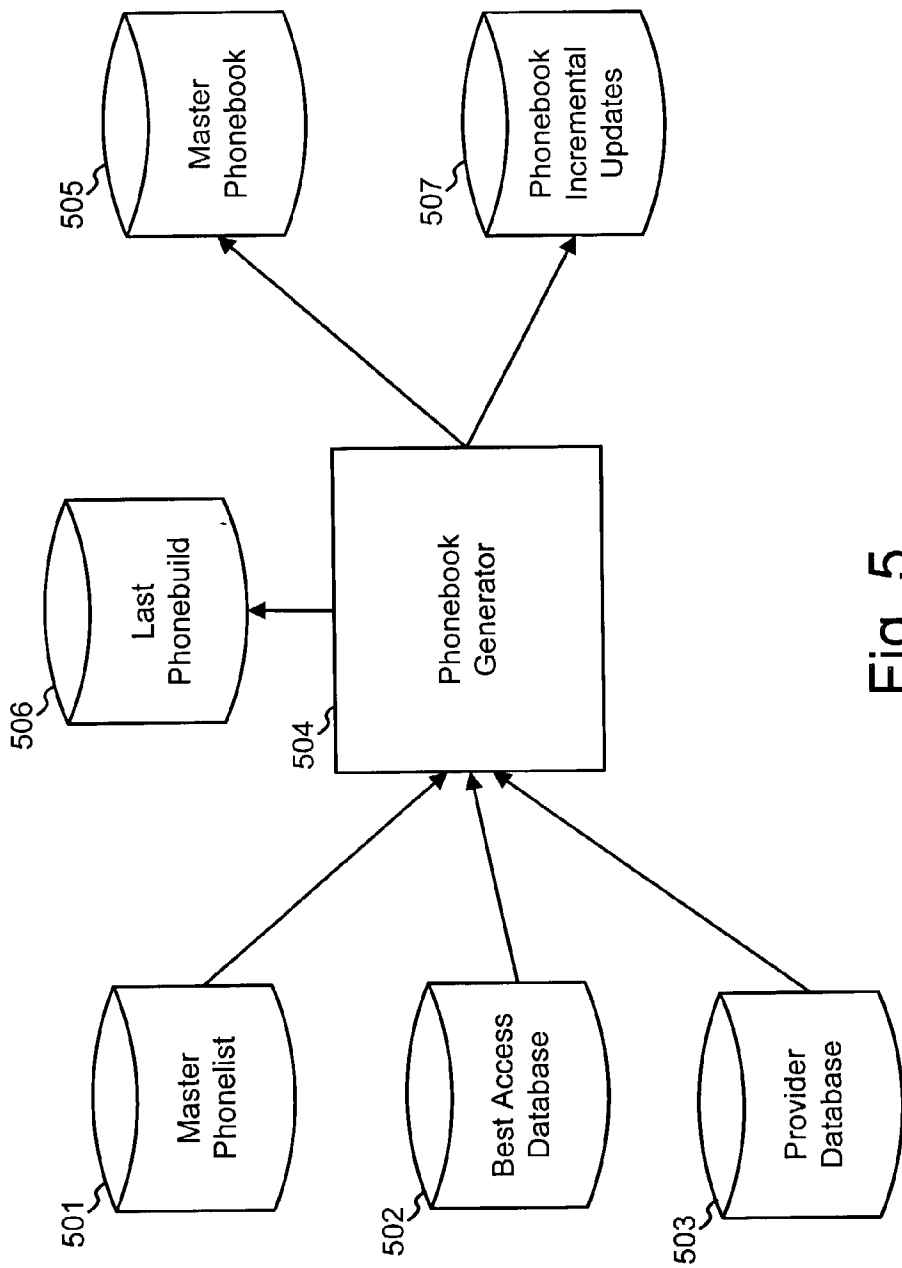 501
Master
Phonelist
502
Best Access
Database
503
Provider
Database
504
Phonebook
Generator
506
Last
Phonebuild
505
Master
Phonebook
507
Phonebook
Incremental
Updates
Fig. 5